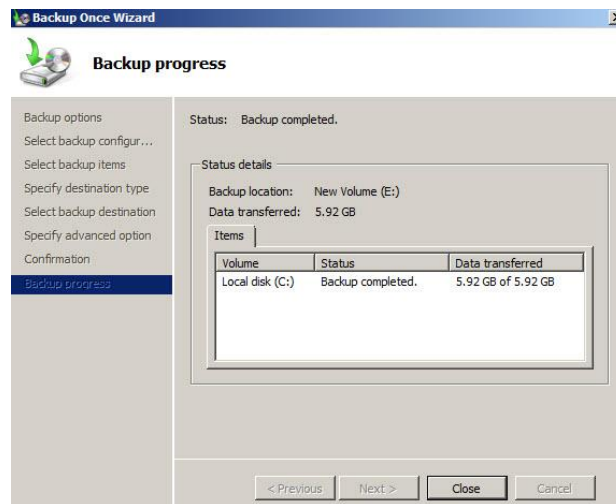 Backup Once Wizard
Backup progress
Backup options
Select backup configur...
Select backup items
Specify destination type
Select backup destination
Specify advanced option
Confirmation
Backup progress
Status: Backup completed.
Status details
Backup location: New Volume (E:)
Data transferred: 5.92 GB
Items
Volume Status Data transferred
Local disk (C:) Backup completed. 5.92 GB of 5.92 GB
< Previous Next > Close Cancel